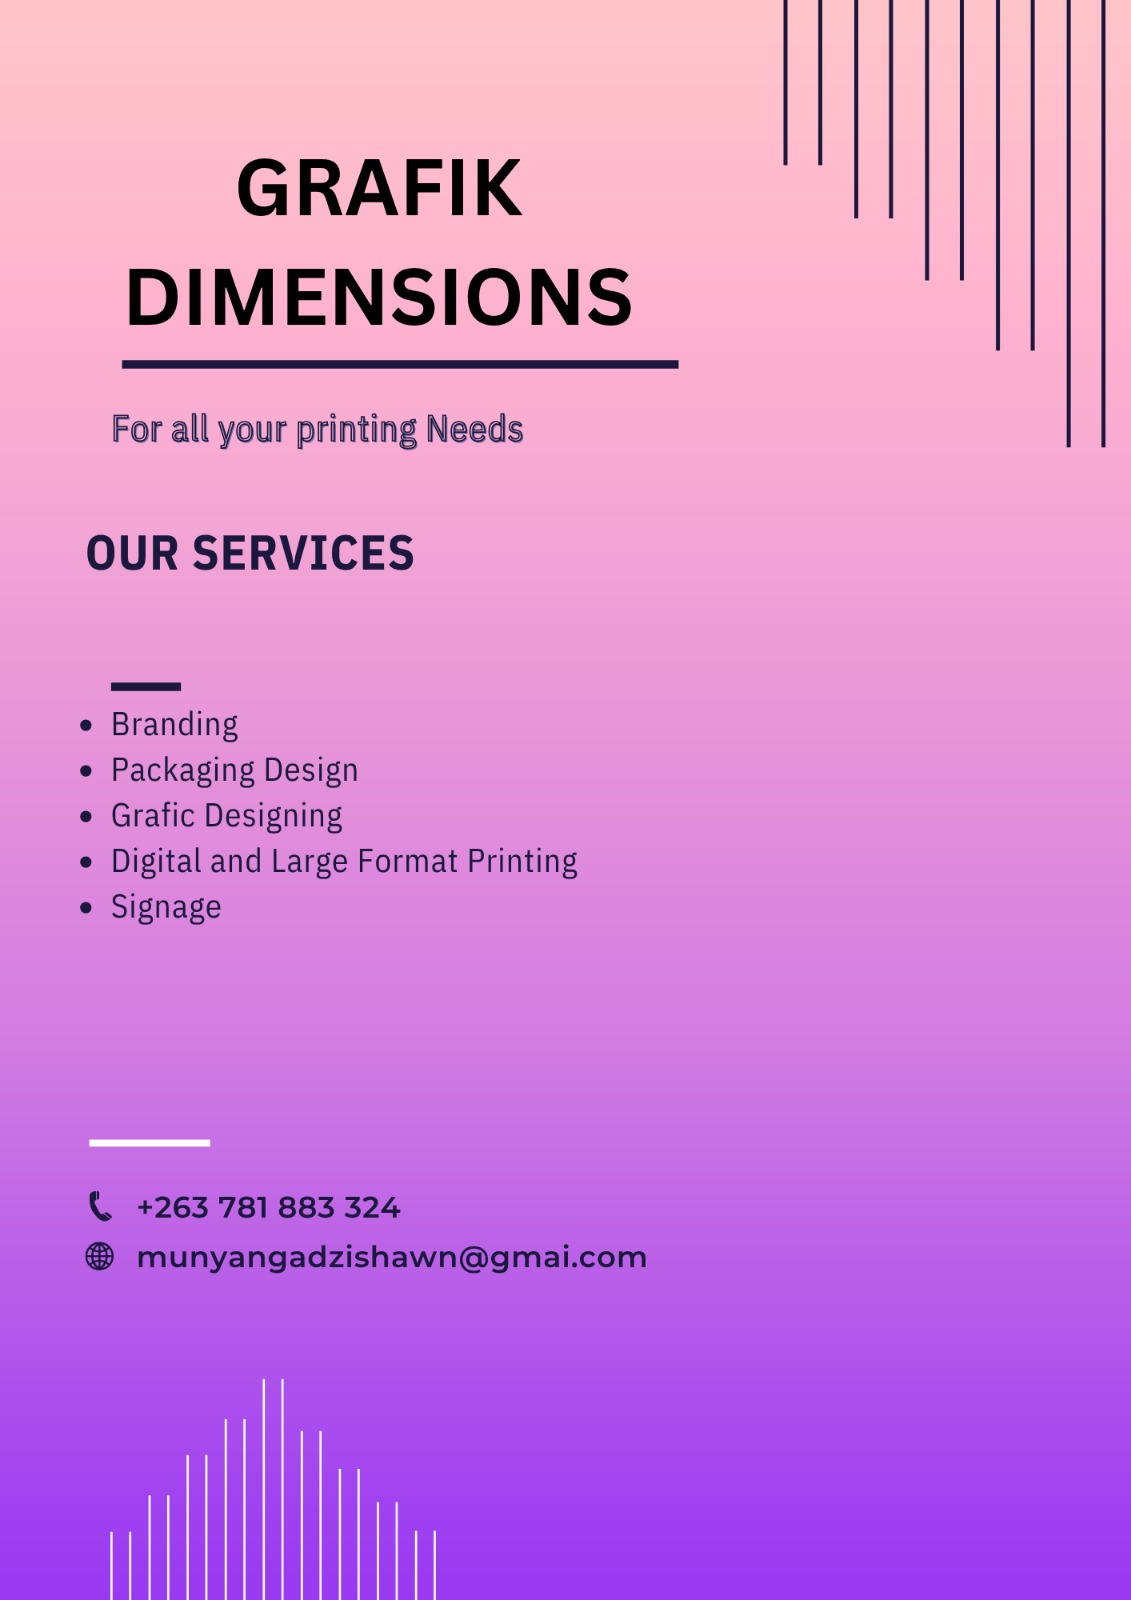 GRAFIK
DIMENSIONS
For all your printing Needs
OUR SERVICES
Branding
Packaging Design
Grafic Designing
Digital and Large Format Printing
Signage
+263 781 883 324
munyangadzishawn@gmai.com